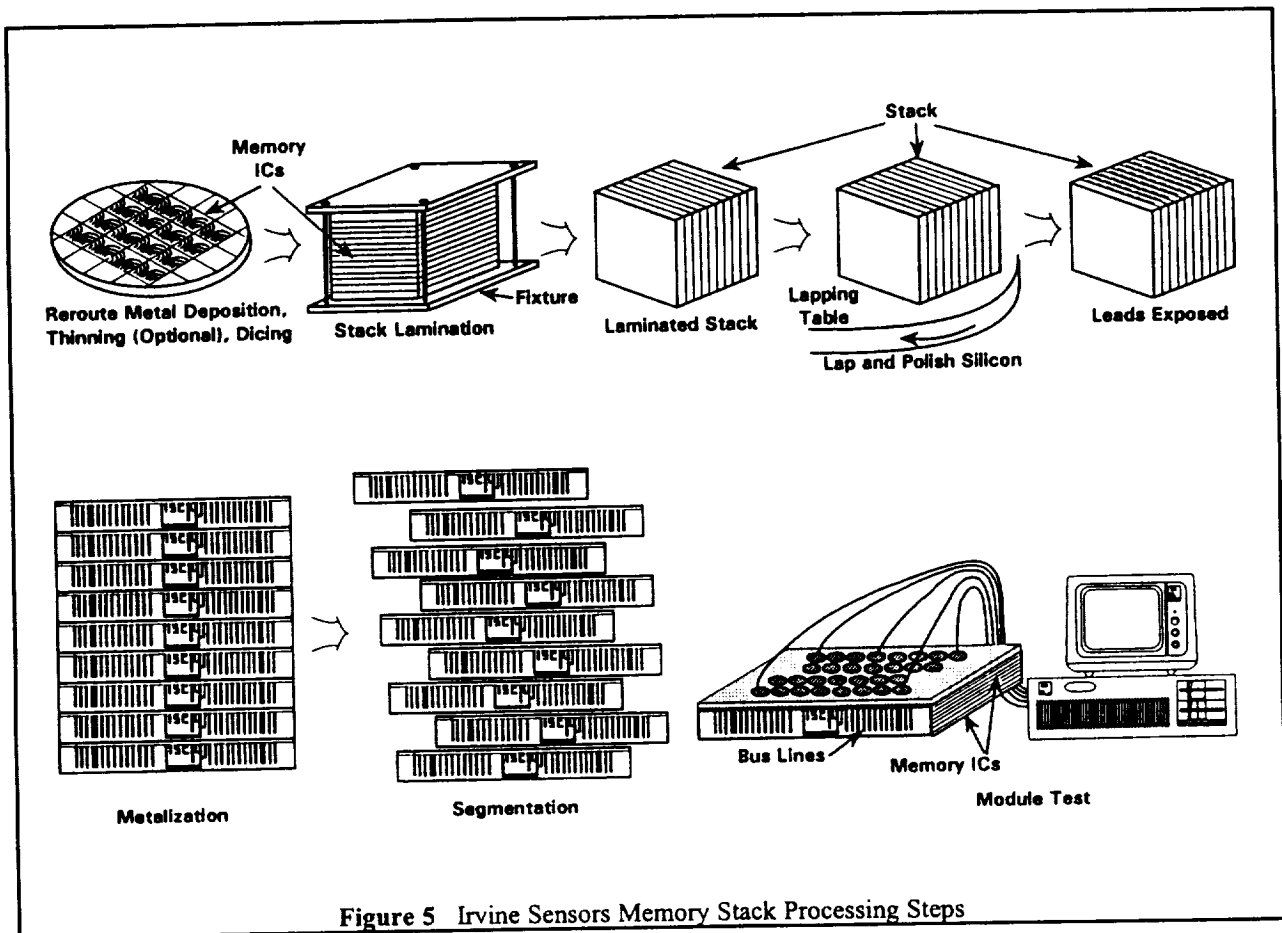 Stack
Memory
ICs
Fixture
Reroute Metal Deposition,
Thinning (Optional), Dicing
Stack Lamination
Laminated Stack
Lapping
Table
Lap and Polish Silicon
Leads Exposed
Metalization
Segmentation
Bus Lines
Memory ICs
Module Test
Figure 5 Irvine Sensors Memory Stack Processing Steps